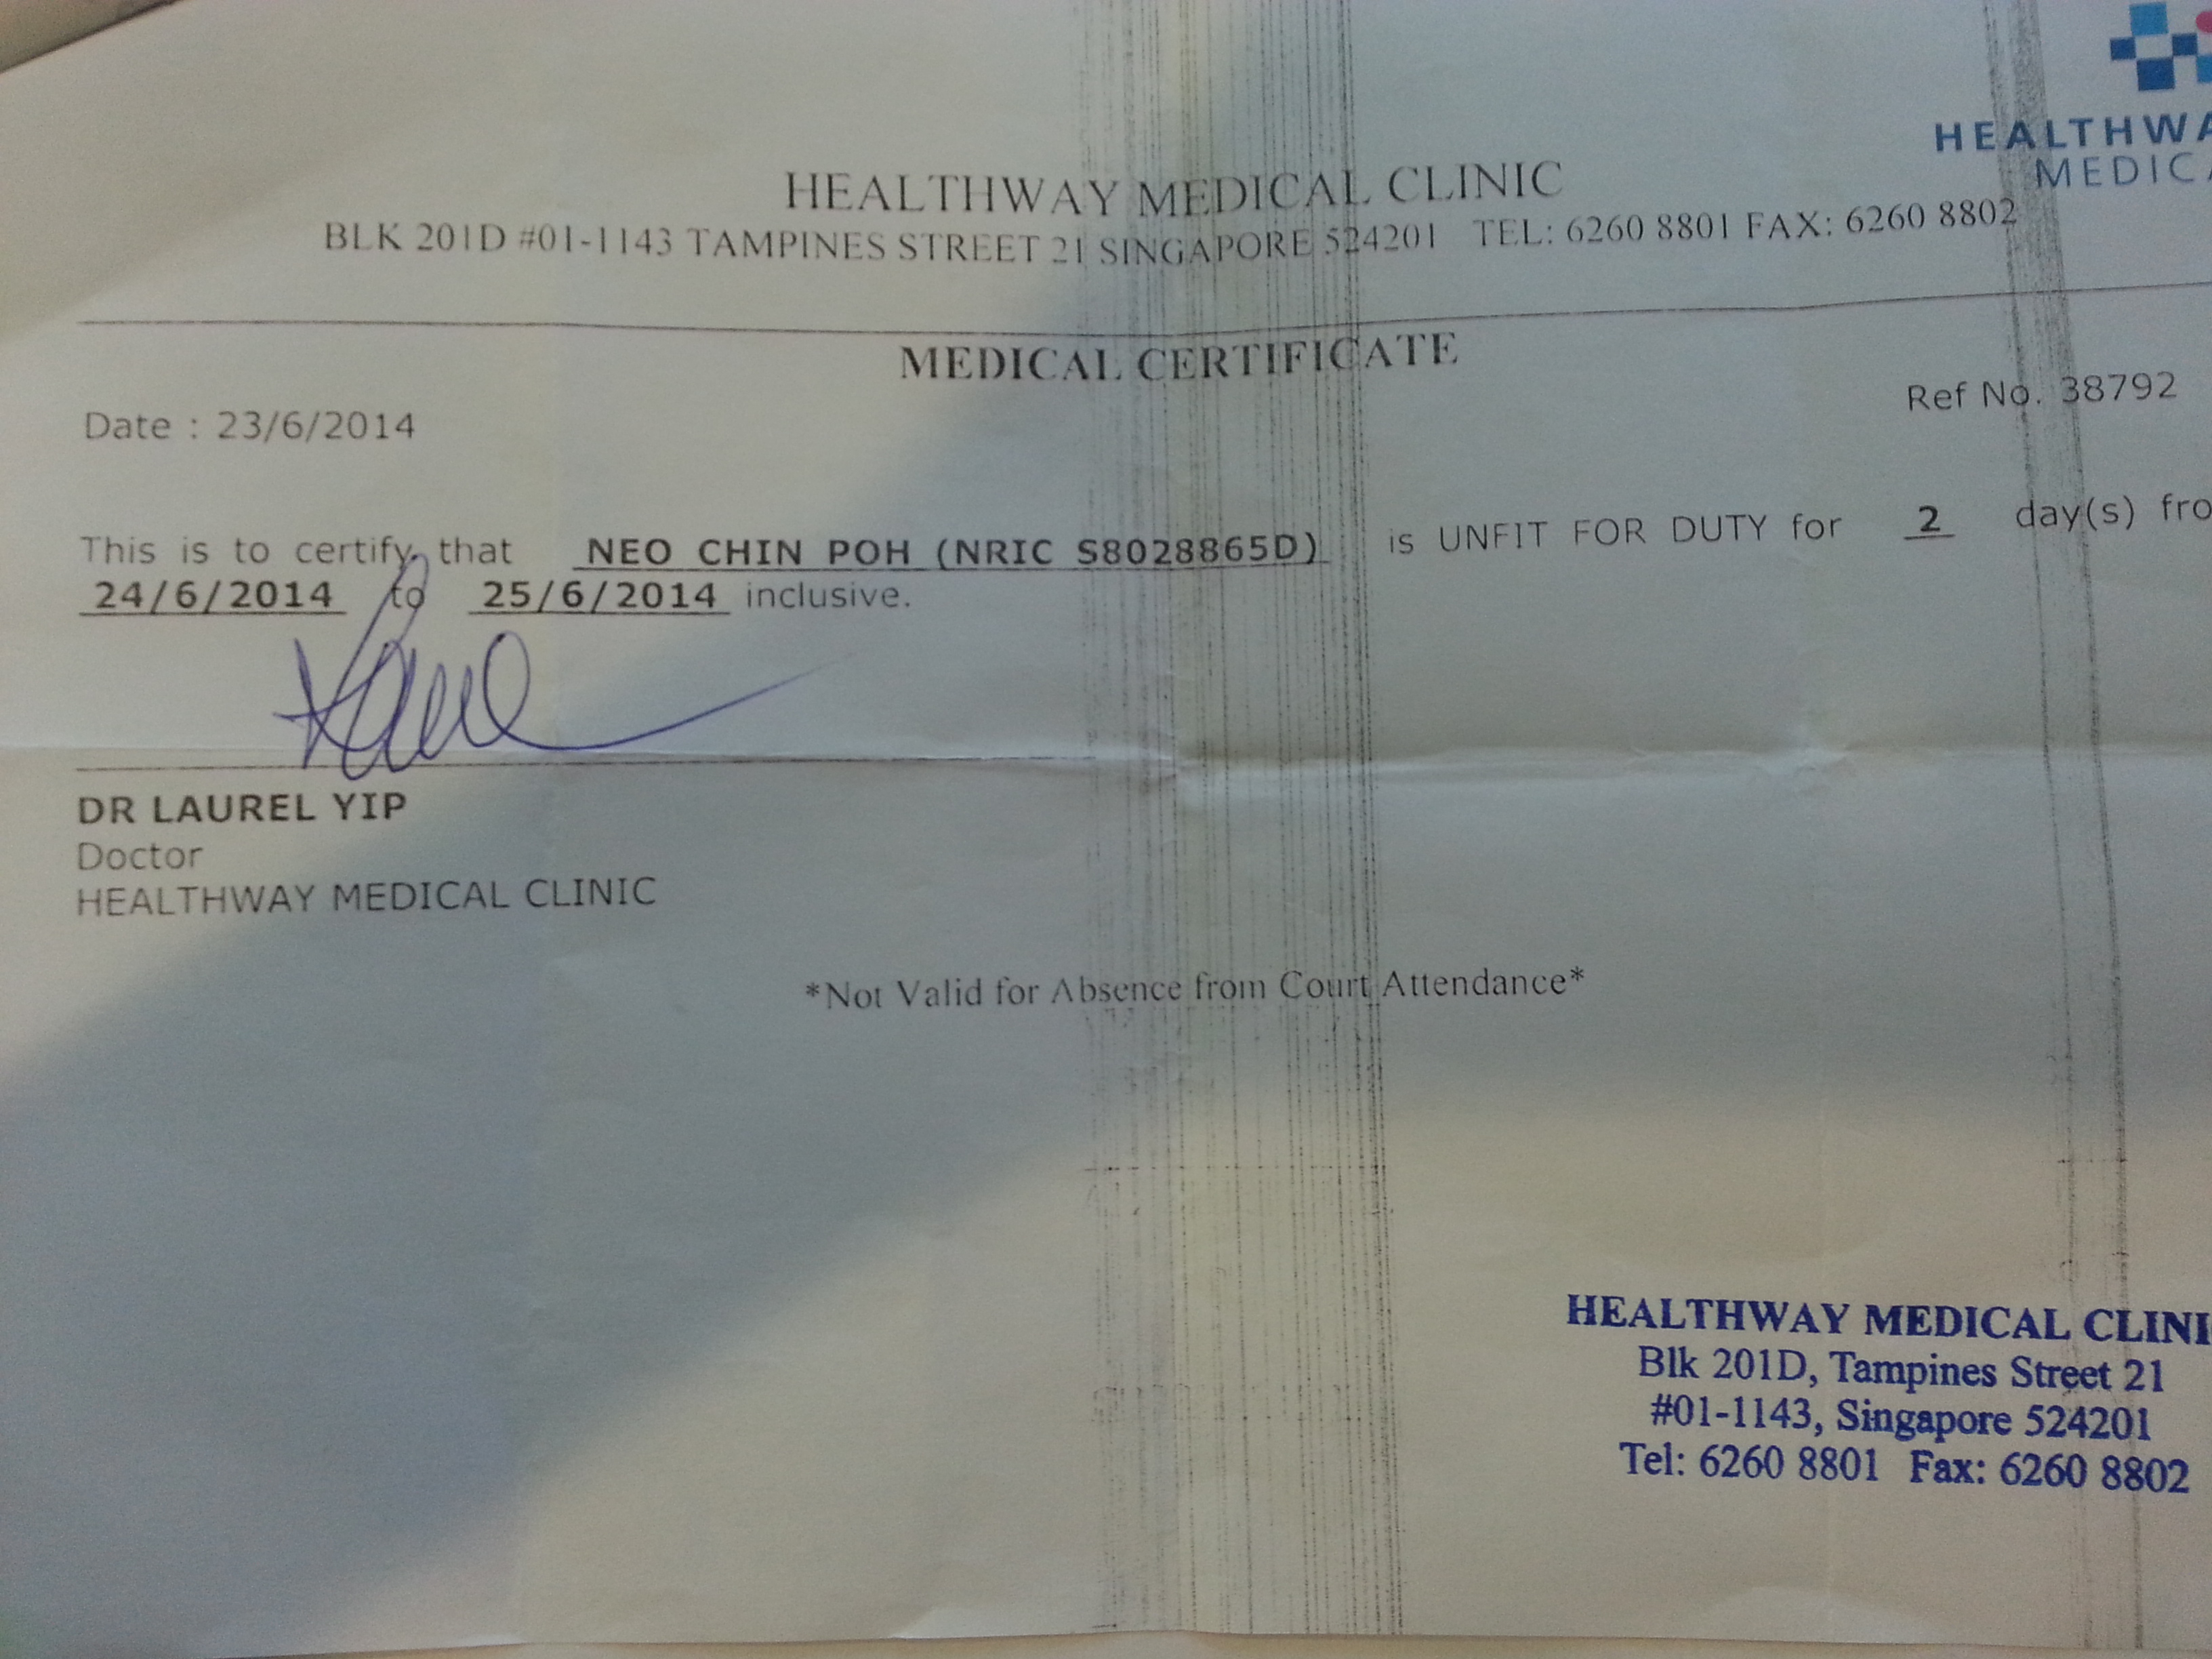 HEALTHWA
MEDICA
HEALTHWAY MEDICAL CLINIC
BLK 201D #01-1143 TAMPINES STREET 21 SINGAPORE 524201 TEL: 6260 8801 FAX: 6260 8802
MEDICAL CERTIFICATE
Ref No. 38792
Date : 23/6/2014
This is to certify that NEO CHIN POH (NRIC S8028865D) is UNFIT FOR DUTY for 2 day(s) fro
24/6/2014 to 25/6/2014 inclusive.
DR LAUREL YIP
Doctor
HEALTHWAY MEDICAL CLINIC
*Not Valid for Absence from Court Attendance*
HEALTHWAY MEDICAL CLINI
Blk 201D, Tampines Street 21
#01-1143, Singapore 524201
Tel: 6260 8801 Fax: 6260 8802